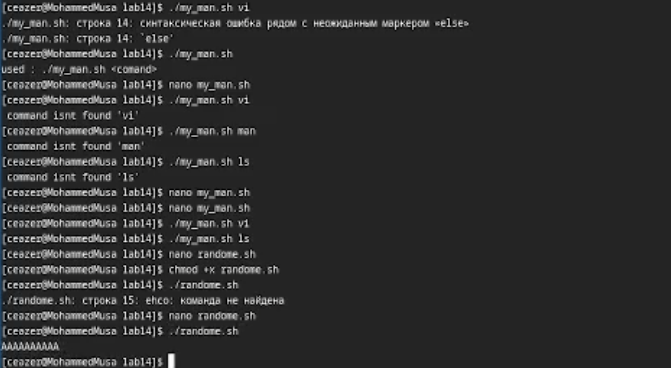 [ceazer@MohammedMusa lab14]$ ./my_man.sh vi
./my_man.sh: строка 14: синтаксическая ошибка рядом с неожиданным маркером «else»
./my_man.sh: строка 14: `else'
[ceazer@MohammedMusa lab14]$ ./my_man.sh
used : ./my_man.sh <comand>
[ceazer@MohammedMusa lab14]$ nano my_man.sh
[ceazer@MohammedMusa lab14]$ ./my_man.sh vi
command isnt found 'vi'
[ceazer@MohammedMusa lab14]$ ./my_man.sh man
command isnt found 'man'
[ceazer@MohammedMusa lab14]$ ./my_man.sh ls
command isnt found 'ls'
[ceazer@MohammedMusa lab14]$ nano my_man.sh
[ceazer@MohammedMusa lab14]$ nano my_man.sh
[ceazer@MohammedMusa lab14]$ ./my_man.sh vi
[ceazer@MohammedMusa lab14]$ ./my_man.sh ls
[ceazer@MohammedMusa lab14]$ nano randome.sh
[ceazer@MohammedMusa lab14]$ chmod +x randome.sh
[ceazer@MohammedMusa lab14]$ ./randome.sh
./randome.sh: строка 15: ehco: команда не найдена
[ceazer@MohammedMusa lab14]$ nano randome.sh
[ceazer@MohammedMusa lab14]$ ./randome.sh
AAAAAAAAAA
[ceazer@MohammedMusa lab14]$